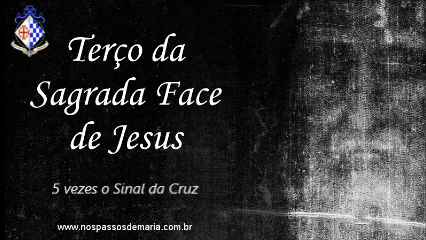 Terço da
Sagrada Face
de Jesus
5 vezes o Sinal da Cruz
www.nospassosdemaria.com.br